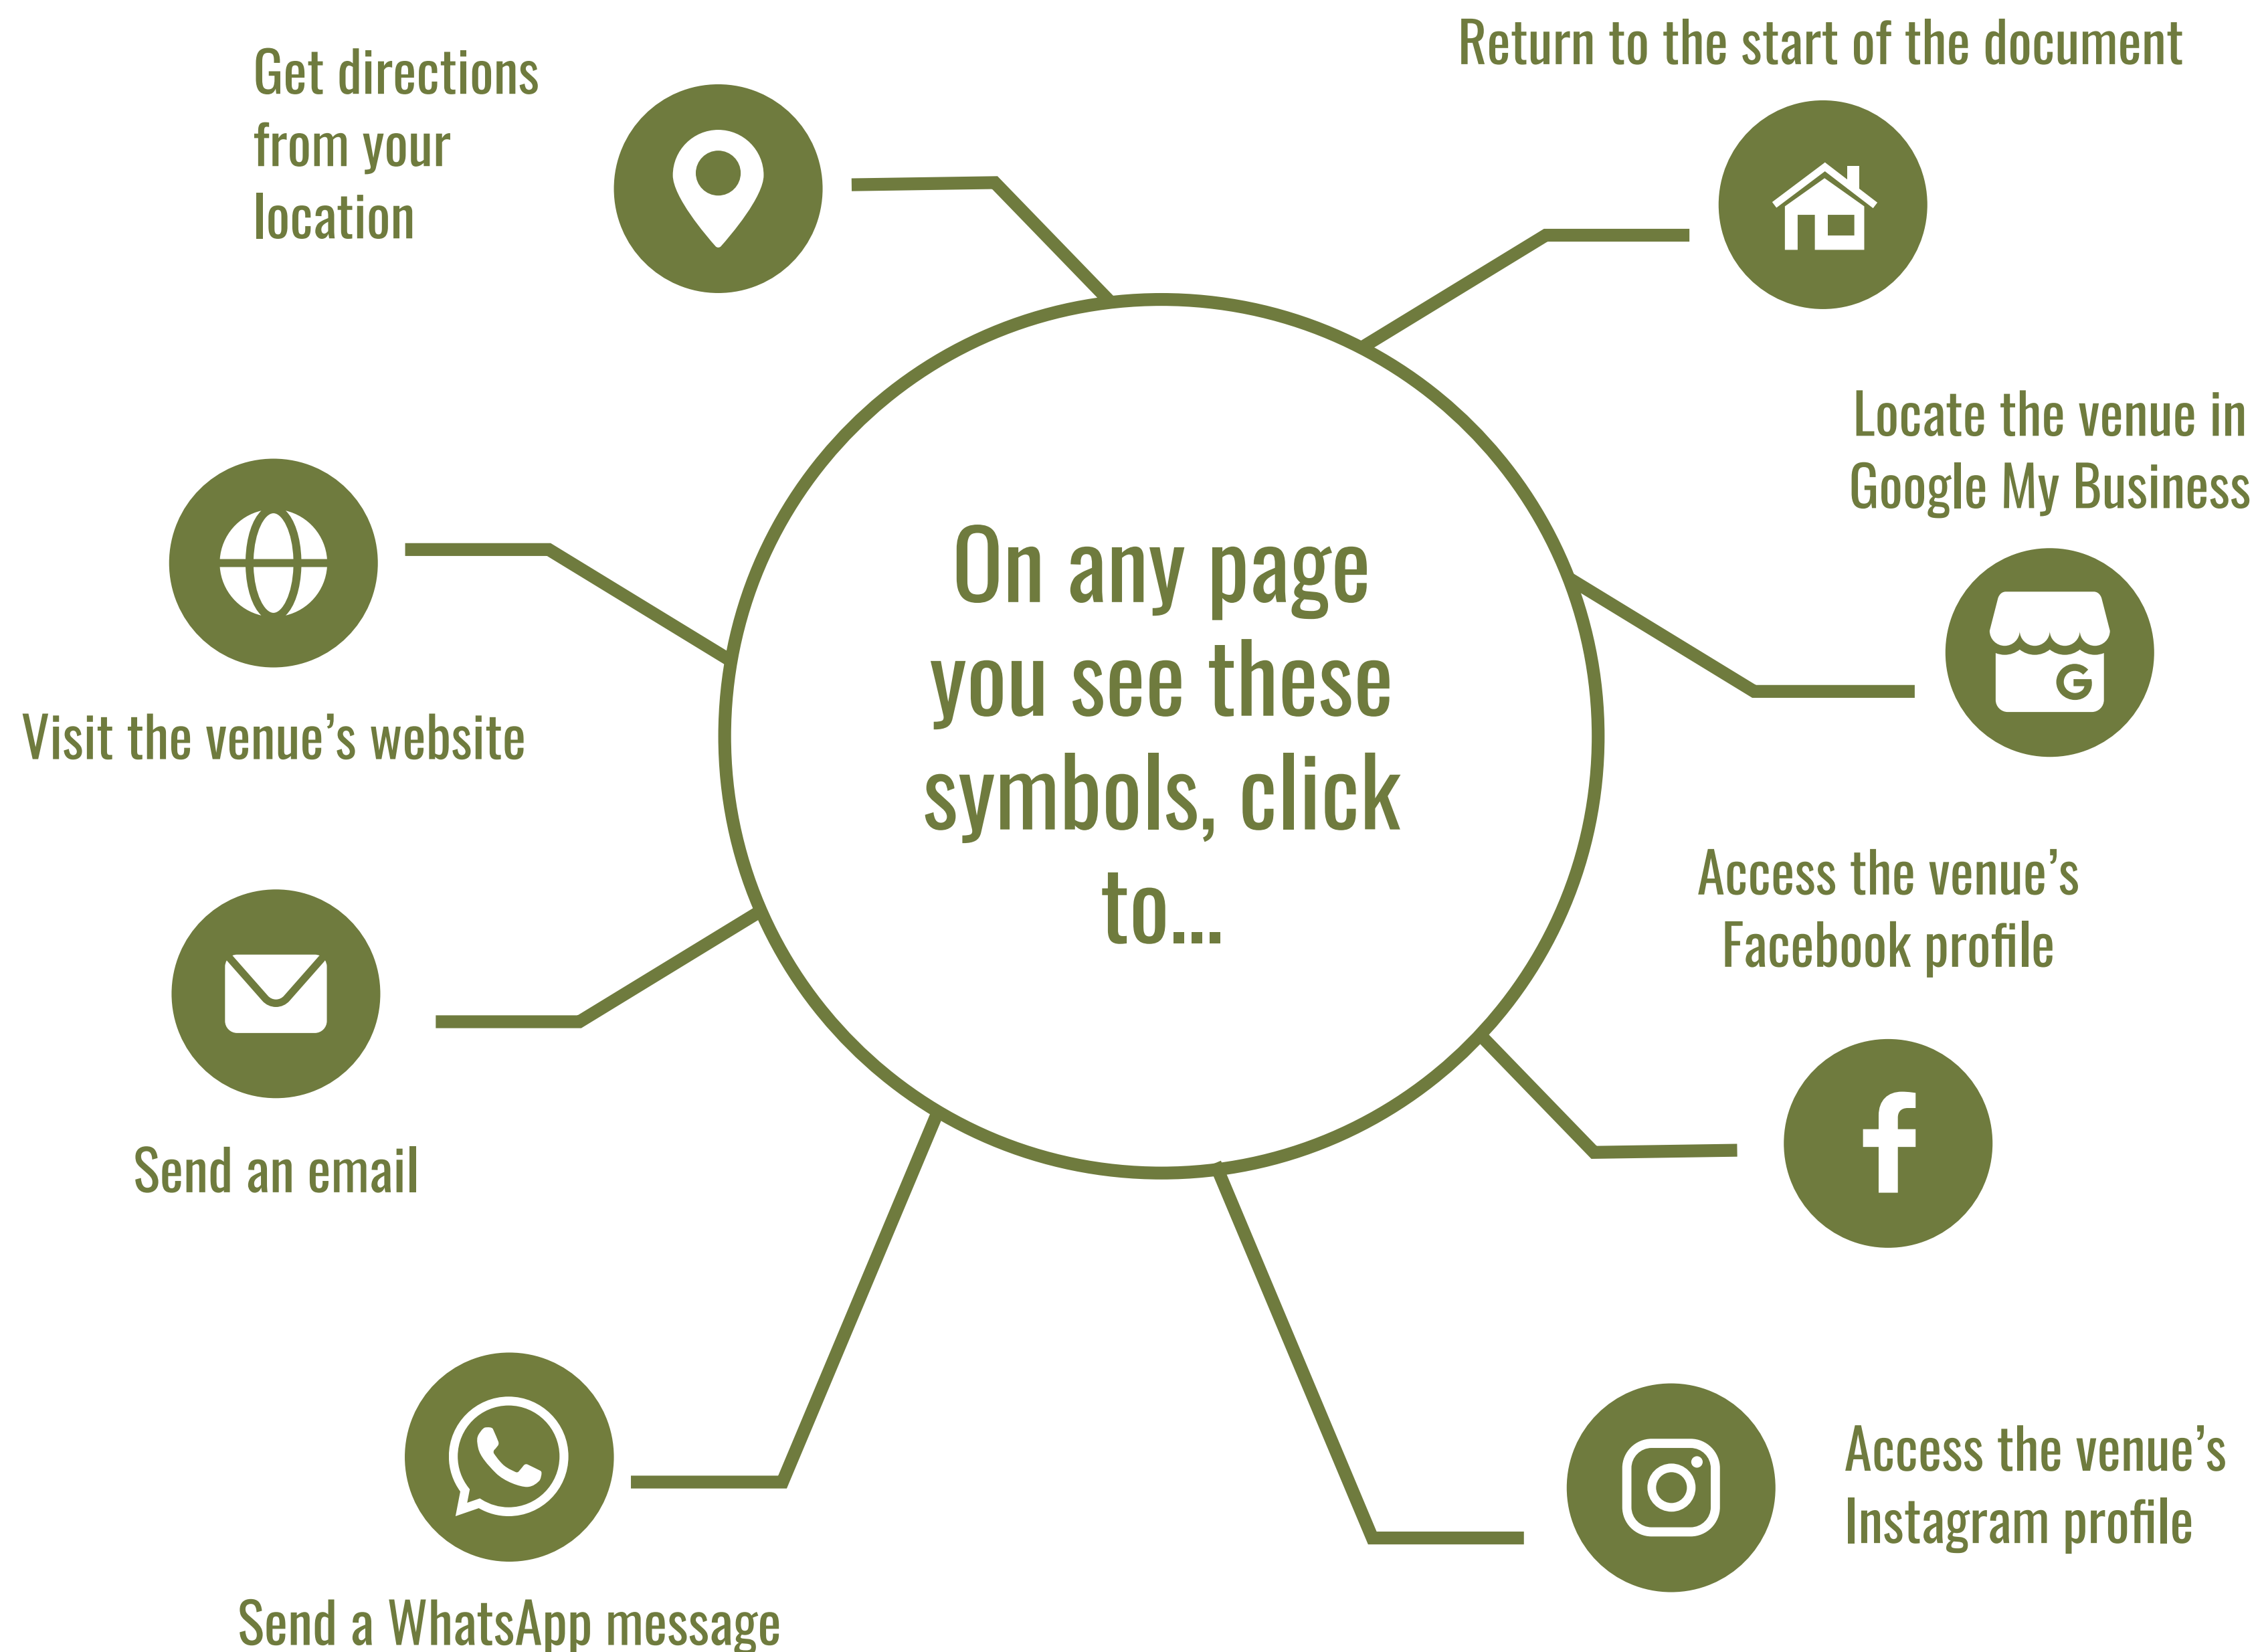 Return to the start of the document
Get directions
from your
location
Locate the venue in
Google My Business
G
On any page
you see these
symbols, click
to...
Visit the venue’s website
Access the venue’s
Facebook profile
f
Send an email
Access the venue’s
Instagram profile
Send a WhatsApp message